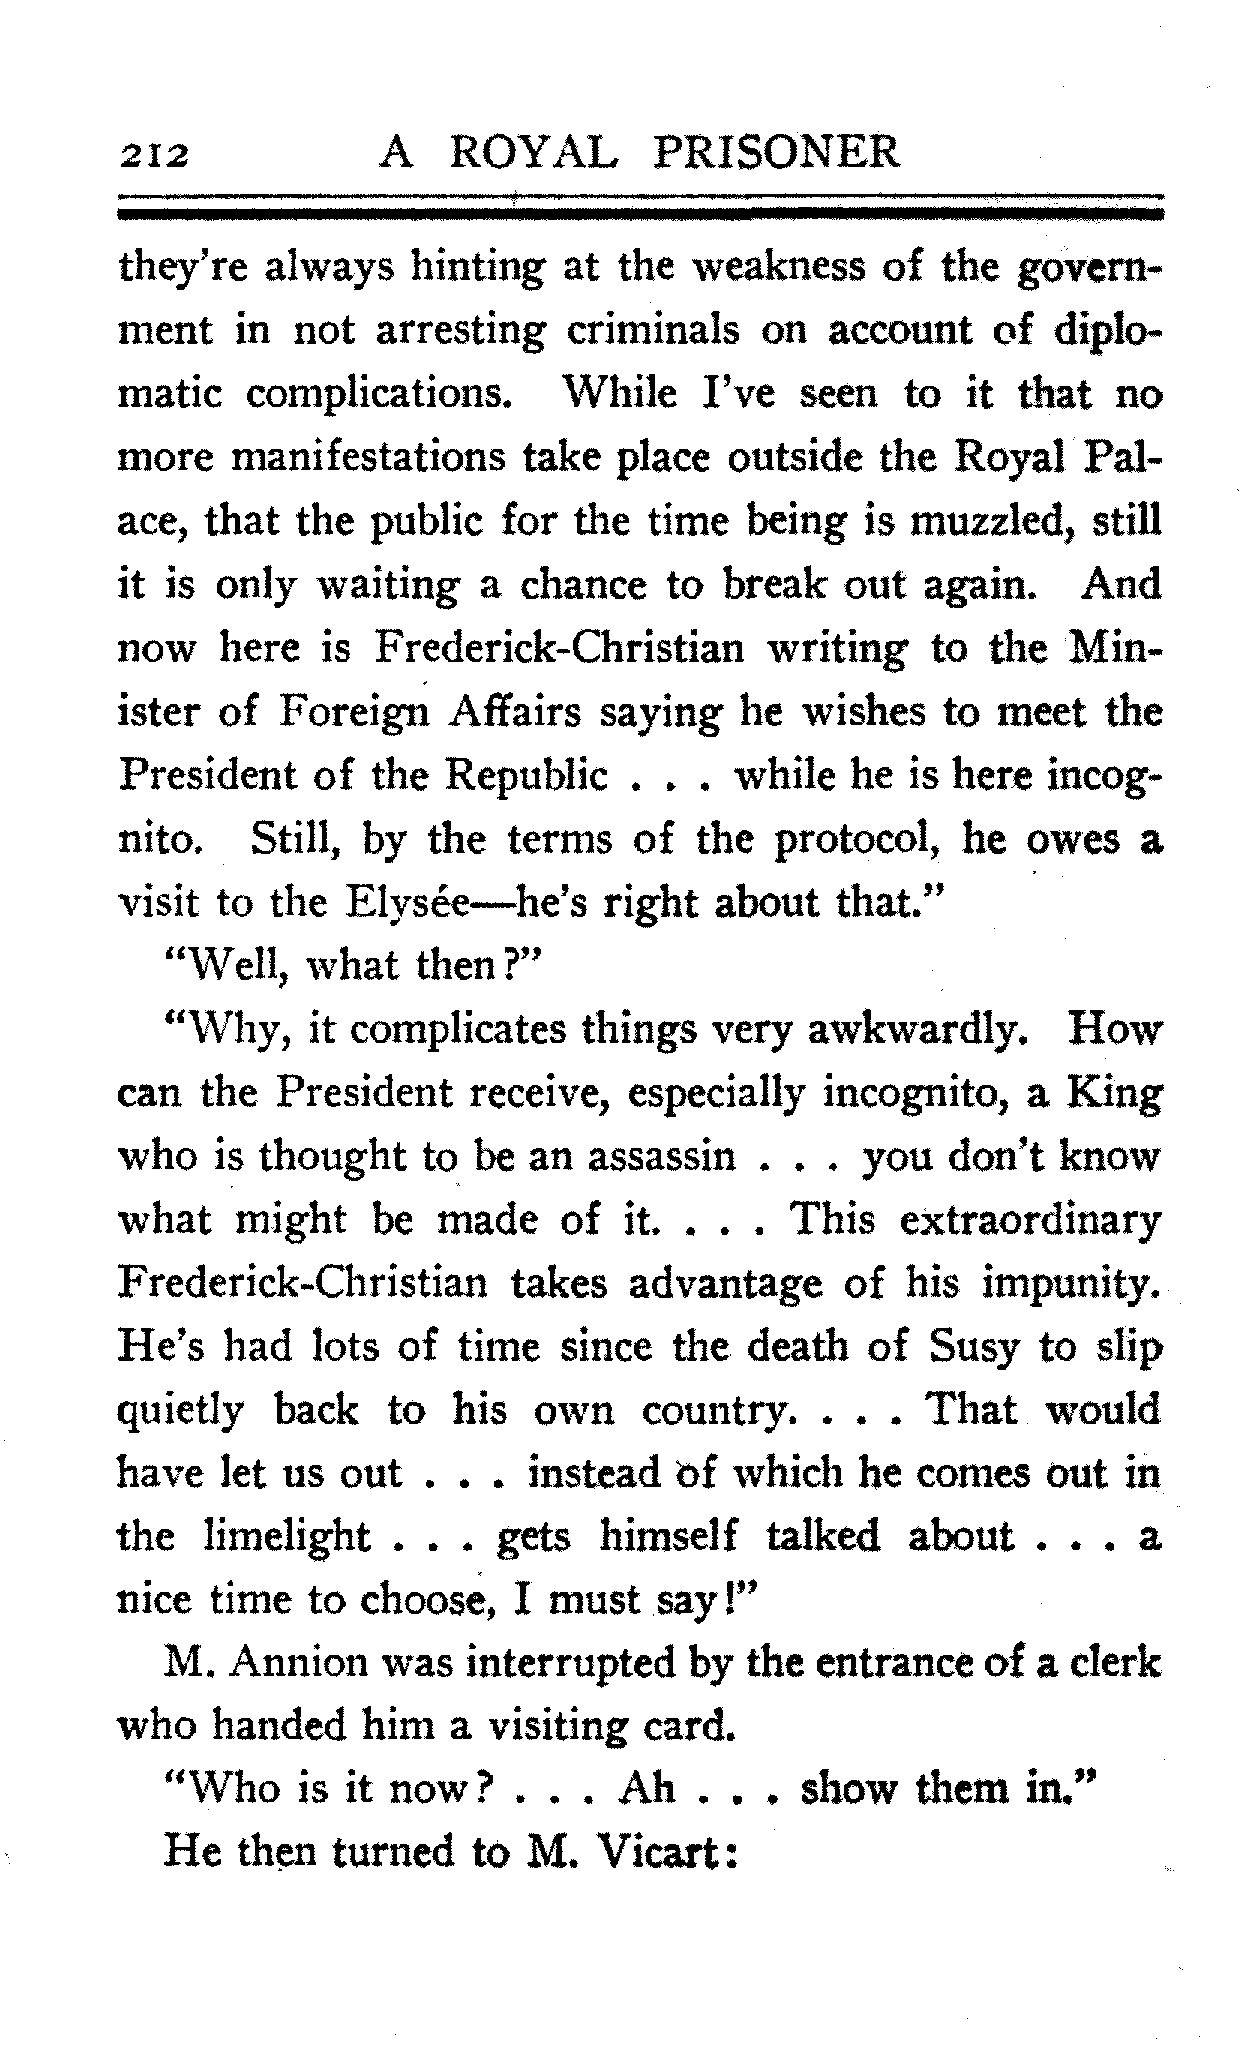 212 A ROYAL PRISONER
they're always hinting at the weakness of the govern-
ment in not arresting criminals on account of diplo-
matic complications. While I've seen to it that no
more manifestations take place outside the Royal Pal-
ace, that the public for the time being is muzzled, still
it is only waiting a chance to break out again. And
now here is Frederick-Christian writing to the Min-
ister of Foreign Affairs saying he wishes to meet the
President of the Republic . . . while he is here incog-
nito. Still, by the terms of the protocol, he owes a
visit to the Elysée—he's right about that."
"Well, what then?"
"Why, it complicates things very awkwardly. How
can the President receive, especially incognito, a King
who is thought to be an assassin . . . you don't know
what might be made of it. . . . This extraordinary
Frederick-Christian takes advantage of his impunity.
He's had lots of time since the death of Susy to slip
quietly back to his own country. . . . That would
have let us out . . . instead of which he comes out in
the limelight . . . gets himself talked about . . . a
nice time to choose, I must say!"
M. Annion was interrupted by the entrance of a clerk
who handed him a visiting card.
"Who is it now? . . . Ah . . . show them in."
He then turned to M. Vicart: